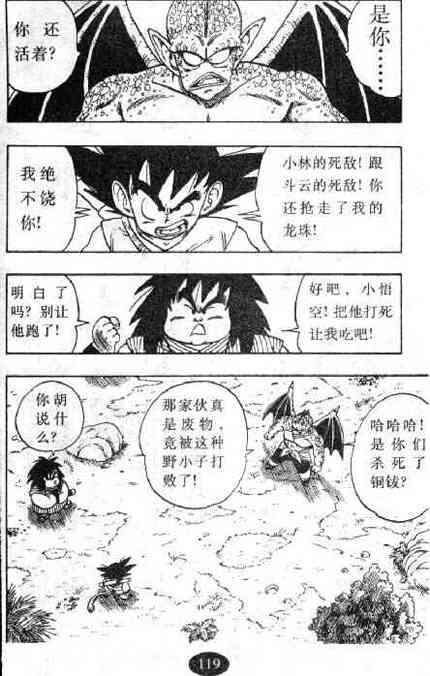 是你……
你还
活着？
小林的死敌！跟
斗云的死敌！你
还抢走了我的
龙珠！
我绝
不饶
你！
好吧，小悟
空！把他打死
让我吃吧！
明白了
吗？别让
他跑了！
哈哈哈！
是你们
杀死了
铜钹？
那家伙真
是废物，
竟被这种
野小子打
败了！
你胡
说什
么？
119